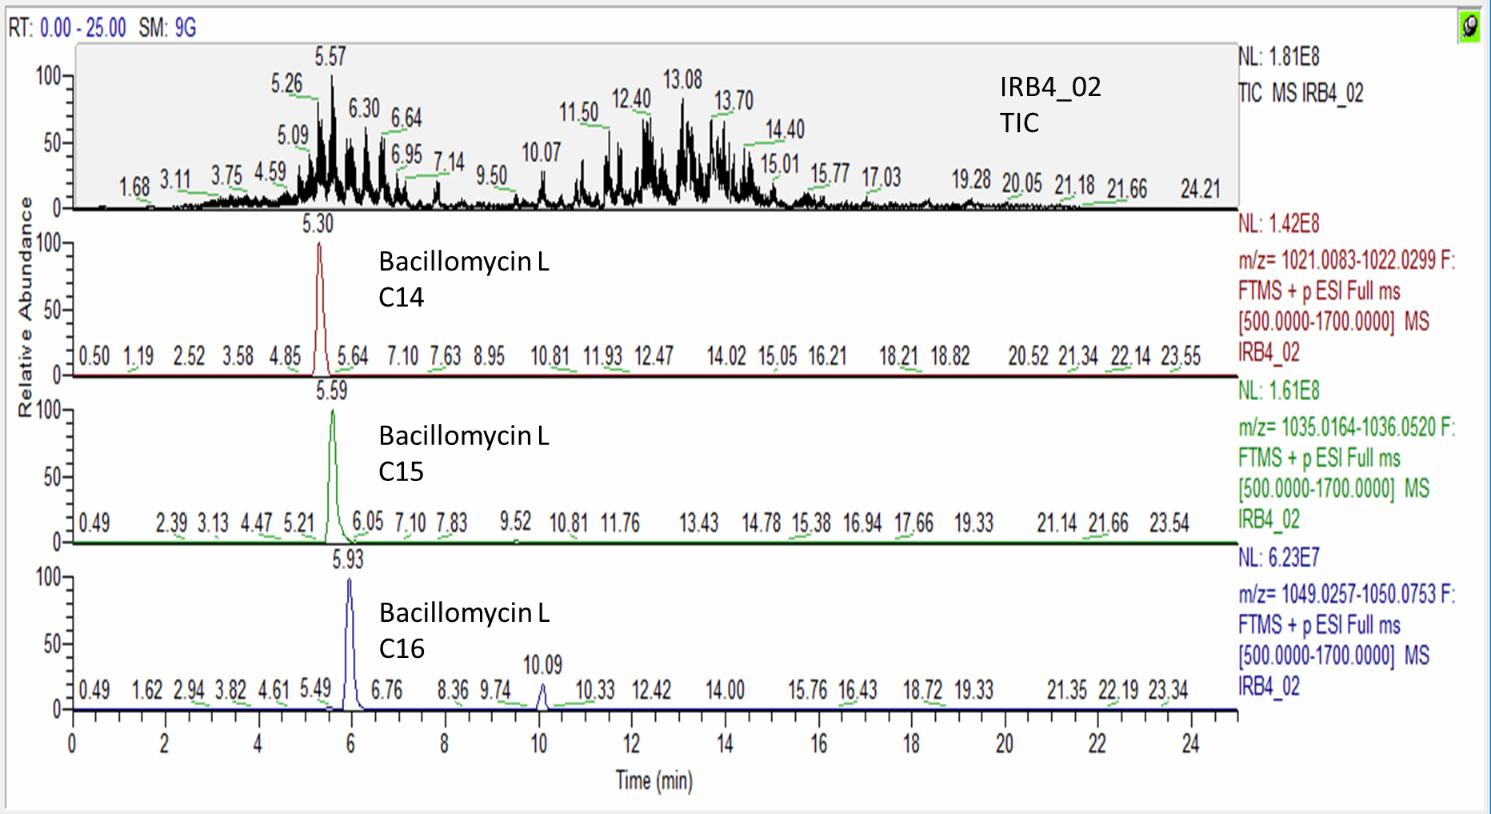 RT: 0.00 - 25.00 SM: 9G
5.57
5.26
13.08
12.40
6.30
13.70
11.50
6.64
14.40
5.09
10.07
6.95
7.14
15.01
4.59
3.75
3.11
1.68
9.50
15.77
17.03
19.28
20.05
21.18
21.66
24.21
100
50
0
IRB4_02
TIC
NL: 1.81E8
TIC MS IRB4_02
Relative Abundance
5.30
100
50
0
Bacillomycin L
C14
0.50 1.19 2.52 3.58 4.85 5.64 7.10 7.63 8.95 10.81 11.93 12.47 14.02 15.05 16.21 18.21 18.82 20.52 21.34 22.14 23.55
NL: 1.42E8
m/z= 1021.0083-1022.0299 F:
FTMS + p ESI Full ms
[500.0000-1700.0000] MS
IRB4_02
5.59
100
50
0
Bacillomycin L
C15
0.49 2.39 3.13 4.47 5.21 6.05 7.10 7.83 9.52 10.81 11.76 13.43 14.78 15.38 16.94 17.66 19.33 21.14 21.66 23.54
NL: 1.61E8
m/z= 1035.0164-1036.0520 F:
FTMS + p ESI Full ms
[500.0000-1700.0000] MS
IRB4_02
5.93
100
50
0
Bacillomycin L
C16
10.09
0.49 1.62 2.94 3.82 4.61 5.49 6.76 8.36 9.74 10.33 12.42 14.00 15.76 16.43 18.72 19.33 21.35 22.19 23.34
NL: 6.23E7
m/z= 1049.0257-1050.0753 F:
FTMS + p ESI Full ms
[500.0000-1700.0000] MS
IRB4_02
0 2 4 6 8 10 12 14 16 18 20 22 24
Time (min)